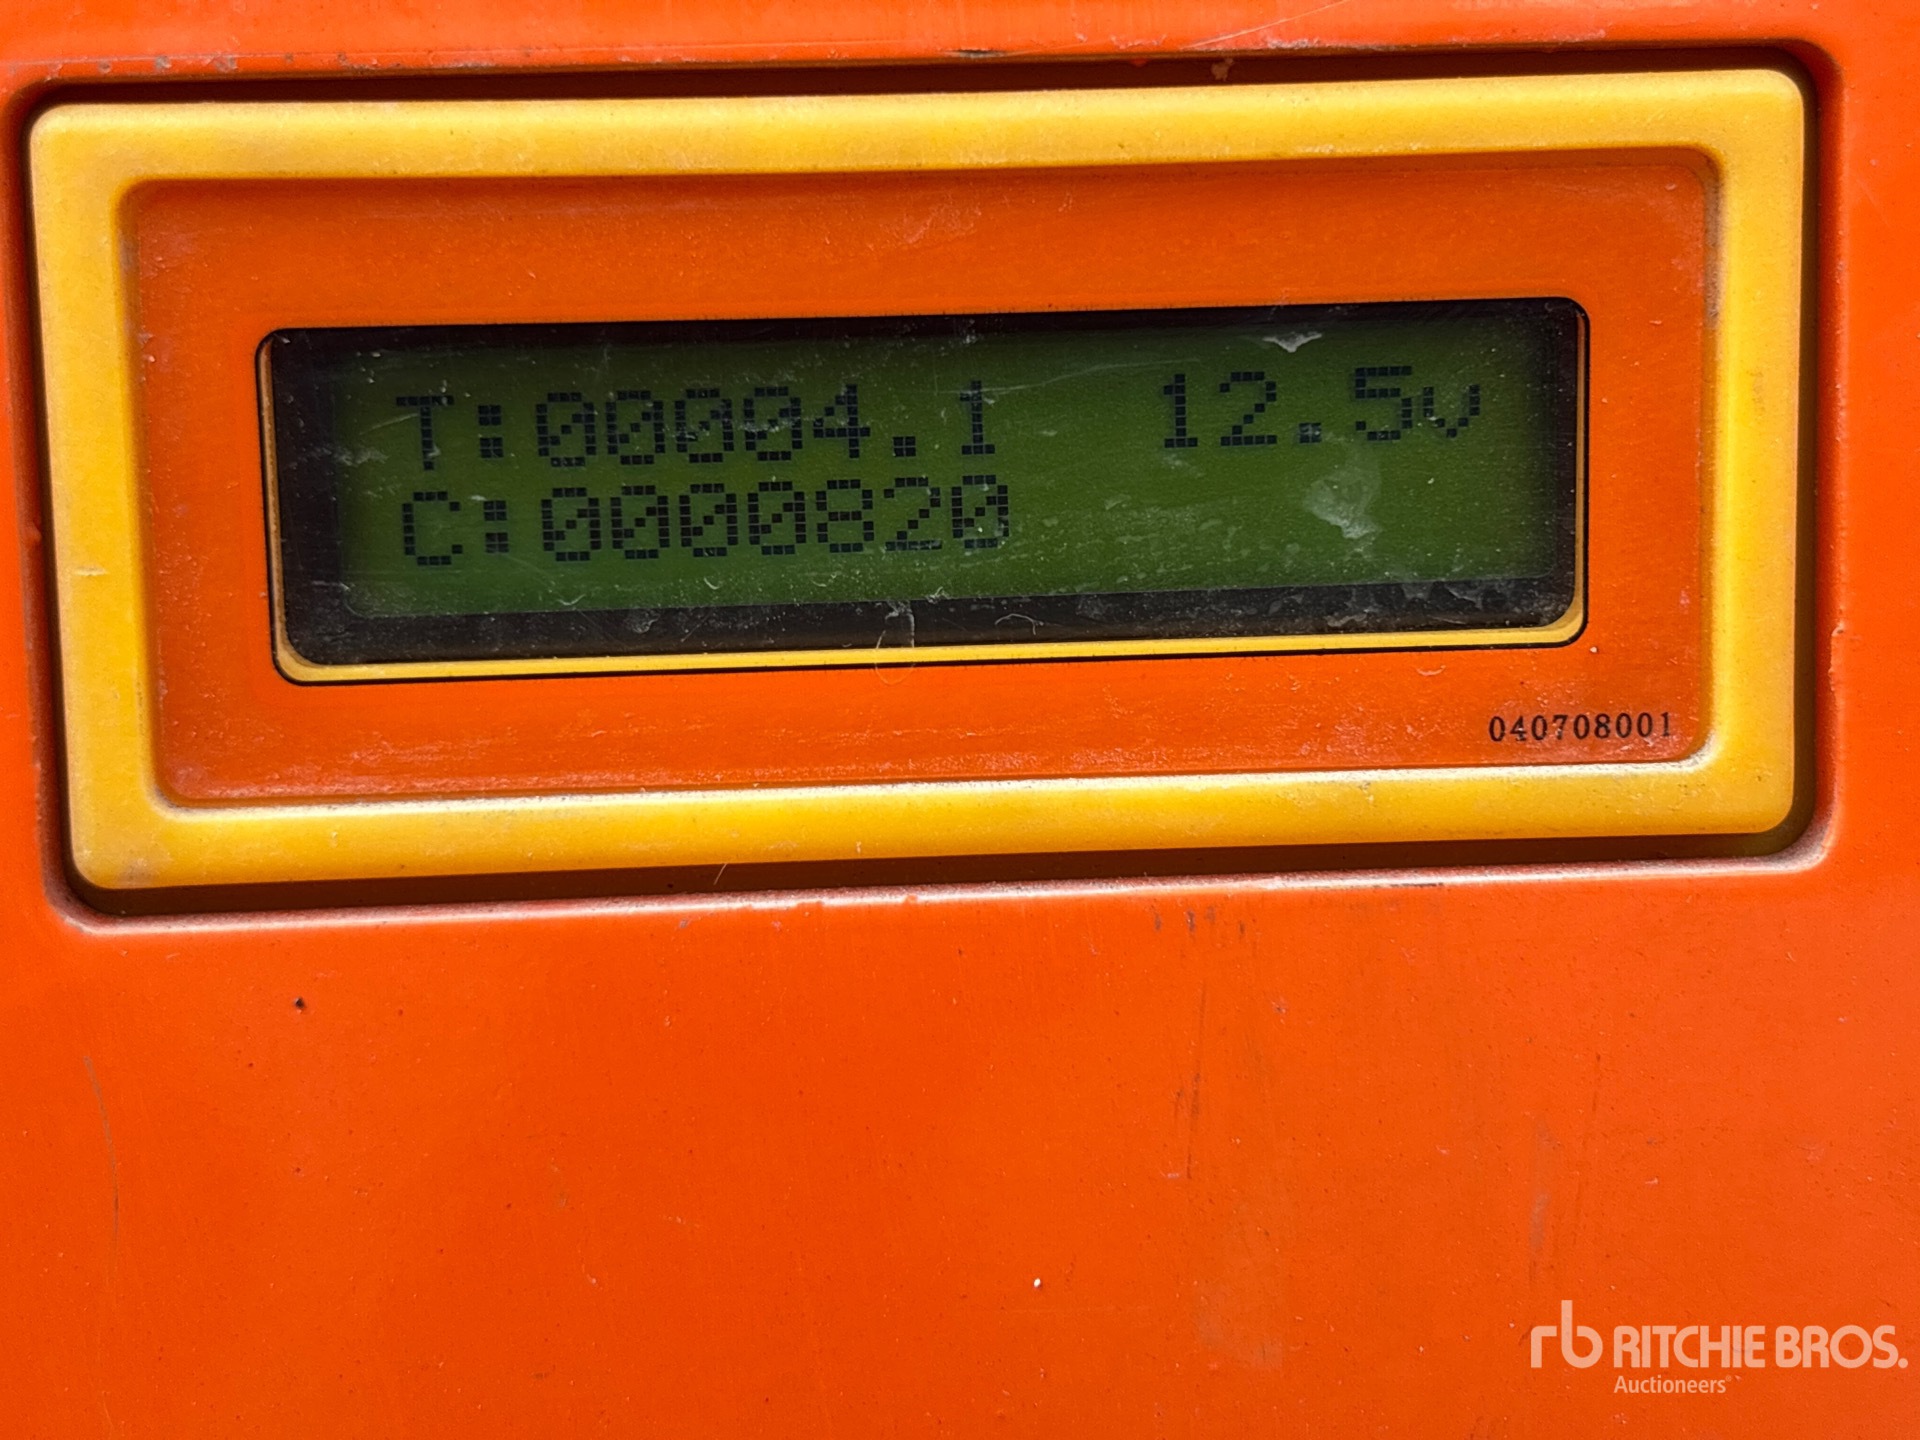 T:00004.1 12.5v
C:0000820
040708001
rb RITCHIE BROS.
Auctioneers